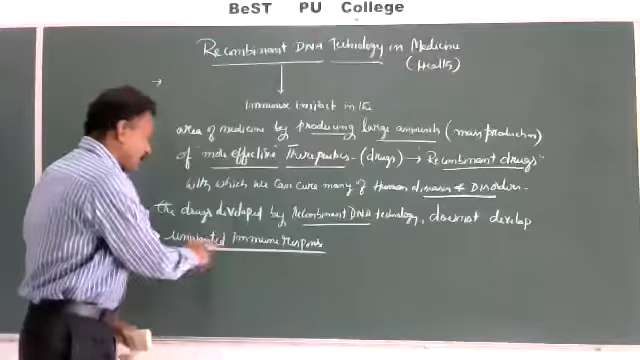 BeST PU College
Recombinant DNA Technology in Medicine
(Health)
→
Immense impact in the
area of medicine by producing large amounts (mass production)
of "more effective" Therapeutics - (drugs) → Recombinant drugs"
with which we can cure many of Human diseases & Disorders.
The drugs developed by Recombinant DNA technology, doesnot develop
unwanted Immune Respons